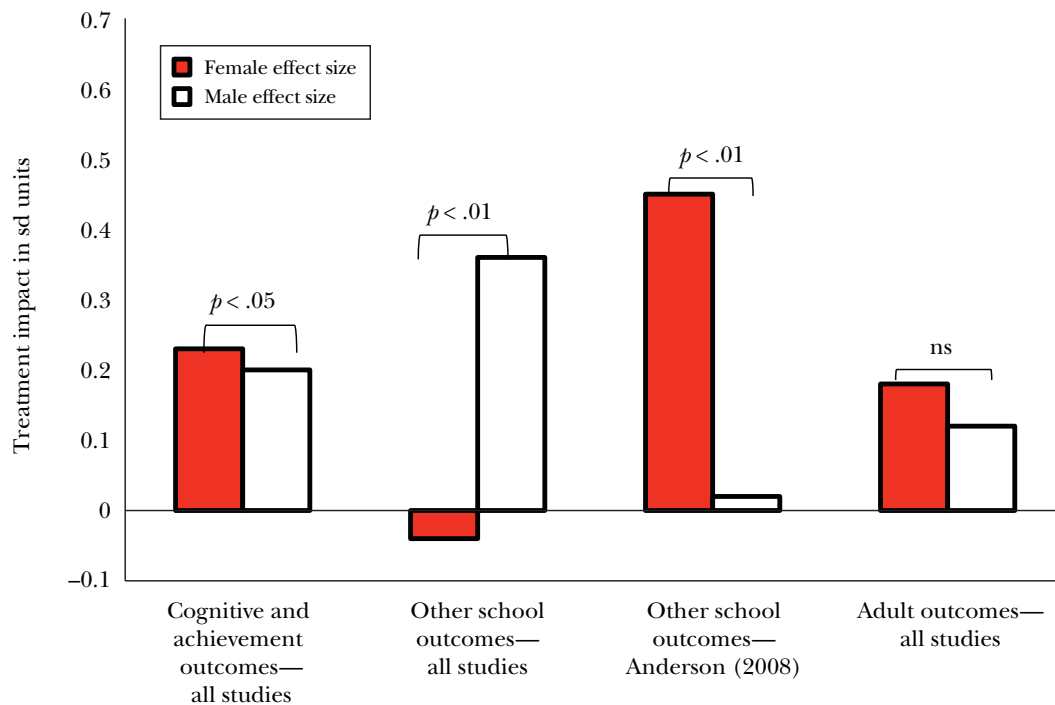 0.7
0.6
0.5
0.4
0.3
0.2
0.1
0
–0.1
Treatment impact in sd units
Female effect size
Male effect size
p < .05
p < .01
p < .01
ns
Cognitive and
achievement
outcomes—
all studies
Other school
outcomes—
all studies
Other school
outcomes—
Anderson (2008)
Adult outcomes—
all studies